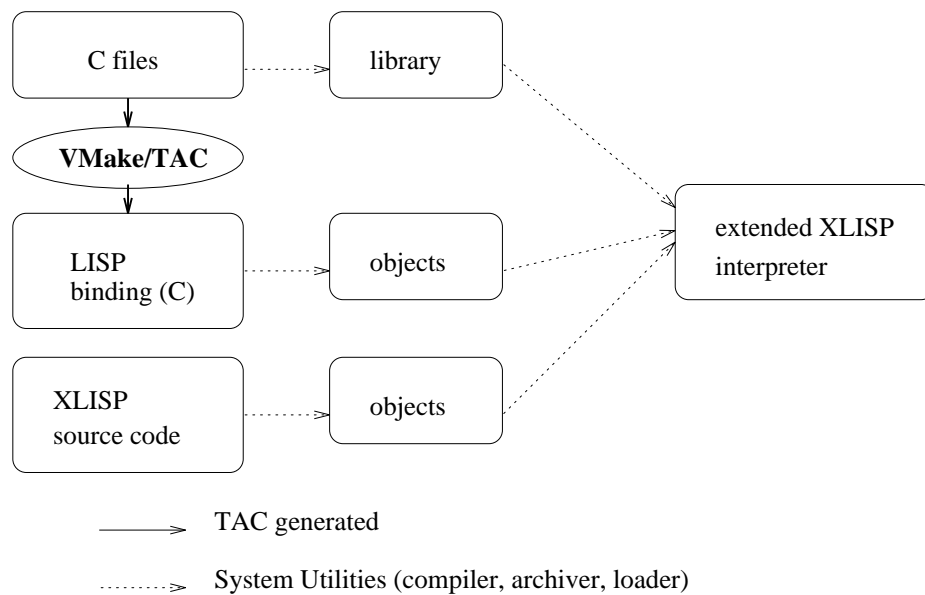 C files
library
VMake/TAC
LISP
binding (C)
objects
extended XLISP
interpreter
XLISP
source code
objects
TAC generated
System Utilities (compiler, archiver, loader)